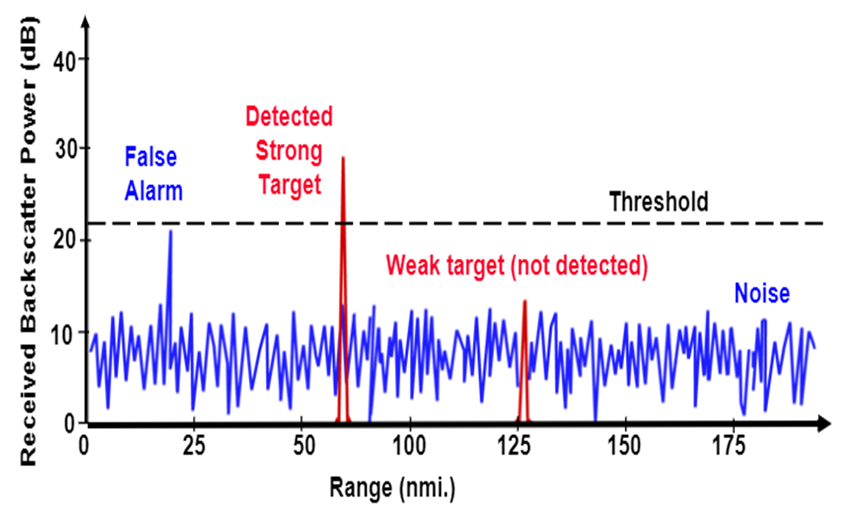 Received Backscatter Power (dB)
40
30
20
10
0
False
Alarm
Detected
Strong
Target
Threshold
Weak target (not detected)
Noise
0
25
50
100
125
150
175
Range (nmi.)